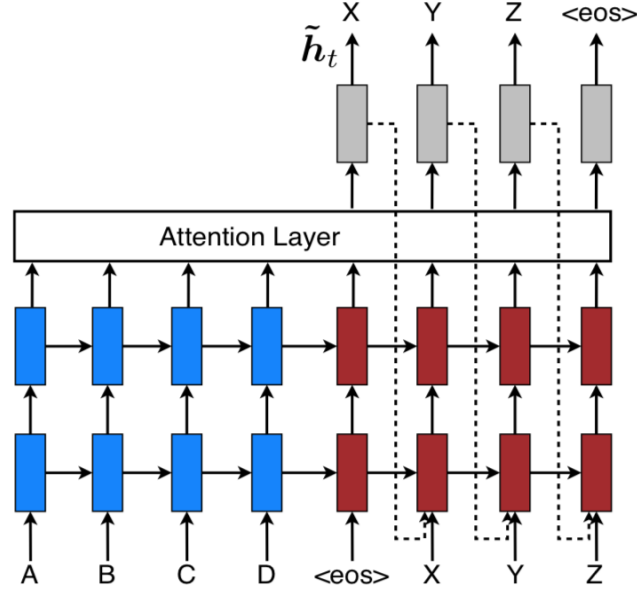 X Y Z <eos>
h̃ₜ
Attention Layer
A B C D <eos> X Y Z